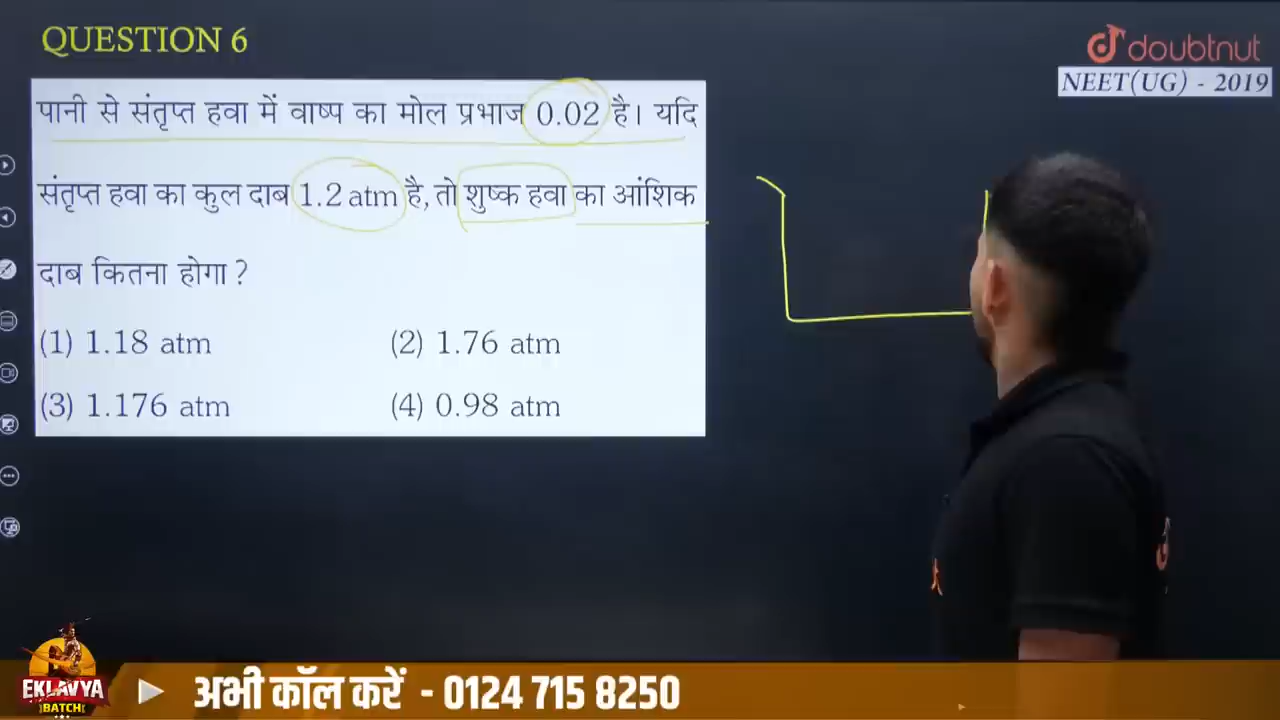 QUESTION 6
doubtnut
NEET(UG) - 2019
पानी से संतृप्त हवा में वाष्प का मोल प्रभाज 0.02 है। यदि
संतृप्त हवा का कुल दाब 1.2 atm है, तो शुष्क हवा का आंशिक
दाब कितना होगा ?
(1) 1.18 atm (2) 1.76 atm
(3) 1.176 atm (4) 0.98 atm
EKLAVYA
BATCH
अभी कॉल करें - 0124 715 8250